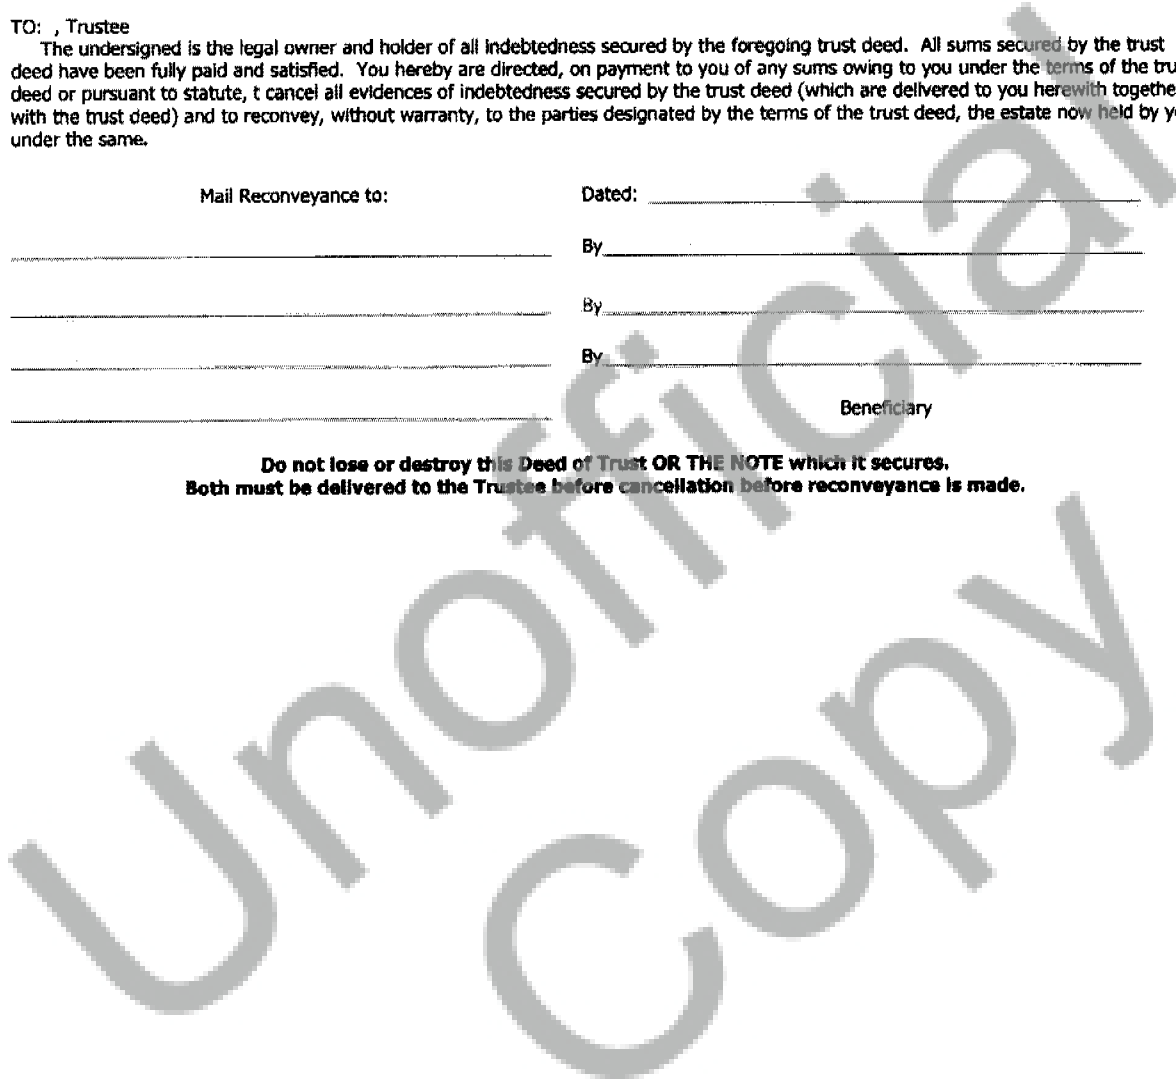 TO: , Trustee
The undersigned is the legal owner and holder of all indebtedness secured by the foregoing trust deed. All sums secured by the trust
deed have been fully paid and satisfied. You hereby are directed, on payment to you of any sums owing to you under the terms of the tru
deed or pursuant to statute, t cancel all evidences of indebtedness secured by the trust deed (which are delivered to you herewith togethe
with the trust deed) and to reconvey, without warranty, to the parties designated by the terms of the trust deed, the estate now held by y
under the same.
Mail Reconveyance to:
Dated:
By
By
By
Beneficiary
Do not lose or destroy this Deed of Trust OR THE NOTE which it secures.
Both must be delivered to the Trustee before cancellation before reconveyance is made.
Unofficial
Copy